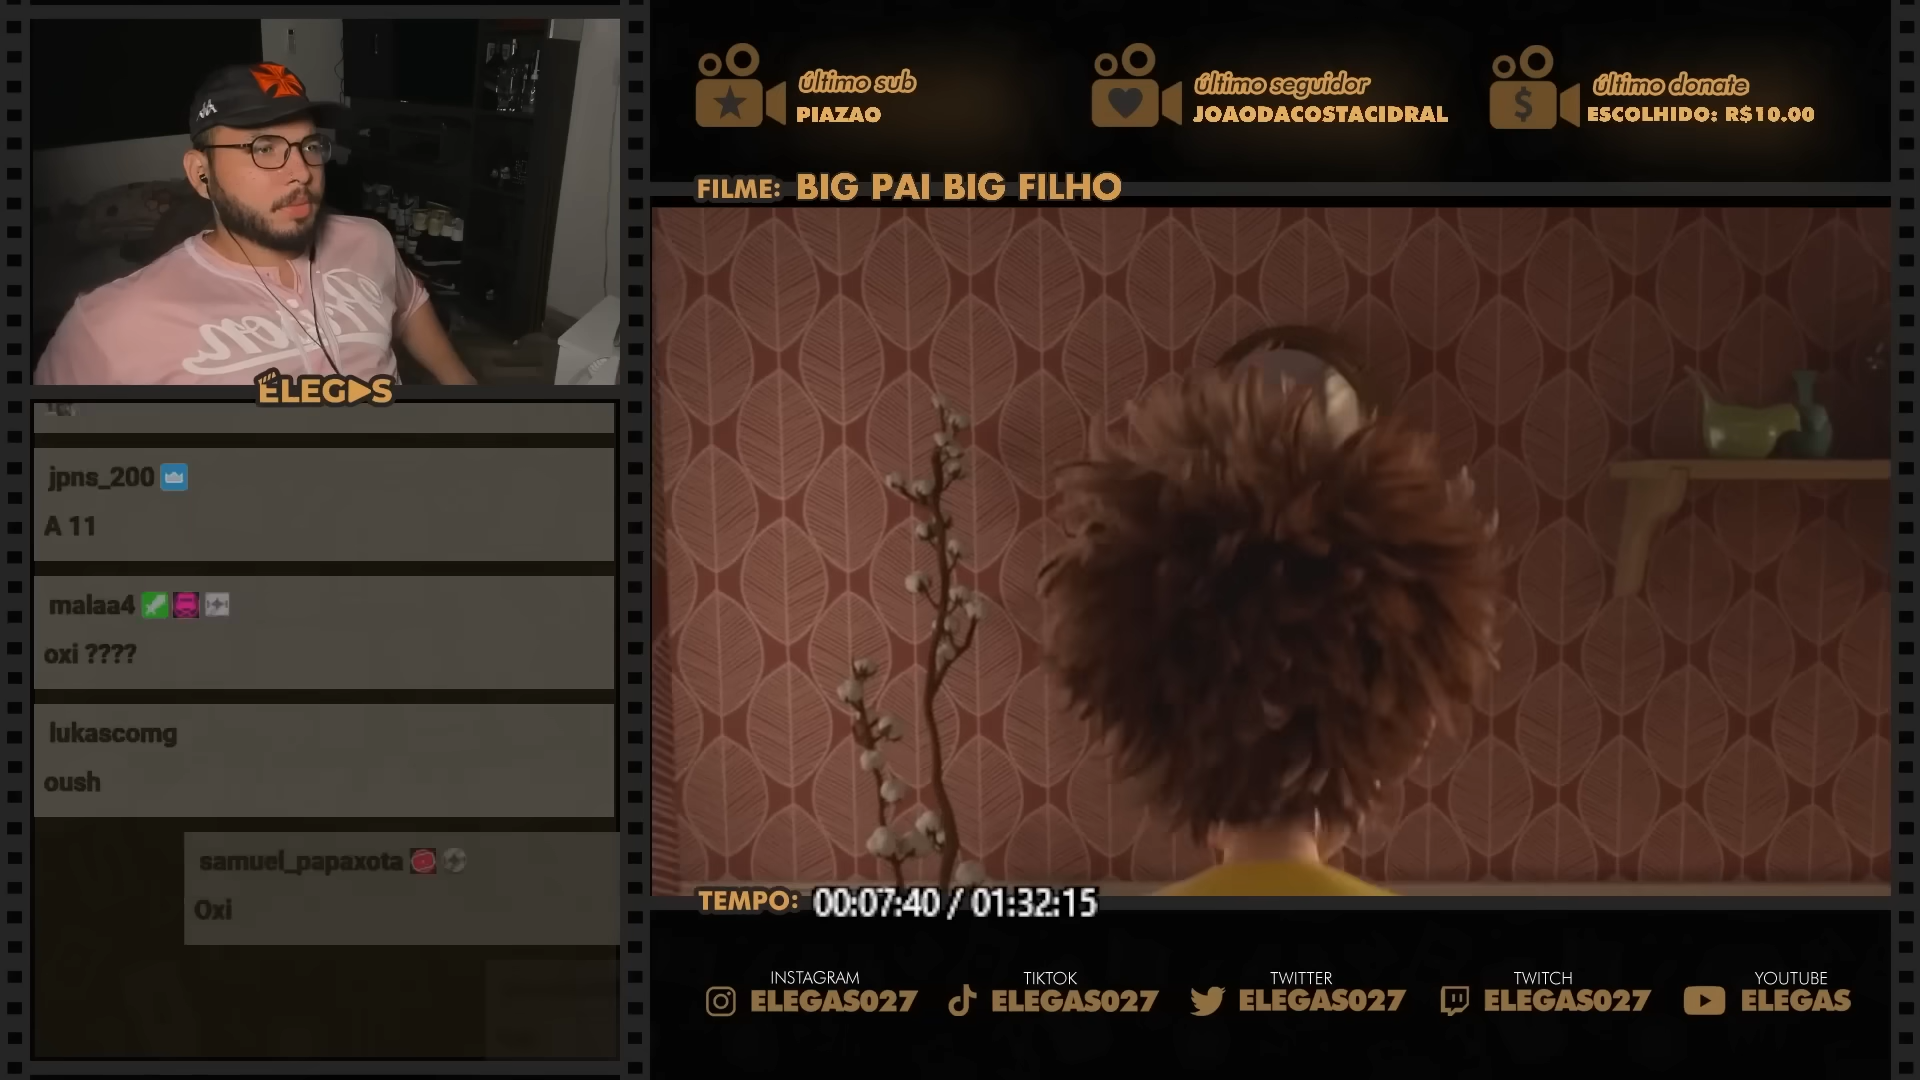 último sub
PIAZAO
último seguidor
JOAODACOSTACIDRAL
último donate
ESCOLHIDO: R$10.00
FILME: BIG PAI BIG FILHO
ELEGAS
jpns_200
A 11
malaa4
oxi ????
lukascomg
oush
samuel_papaxota
Oxi
TEMPO: 00:07:40 / 01:32:15
INSTAGRAM
ELEGAS027
TIKTOK
ELEGAS027
TWITTER
ELEGAS027
TWITCH
ELEGAS027
YOUTUBE
ELEGAS